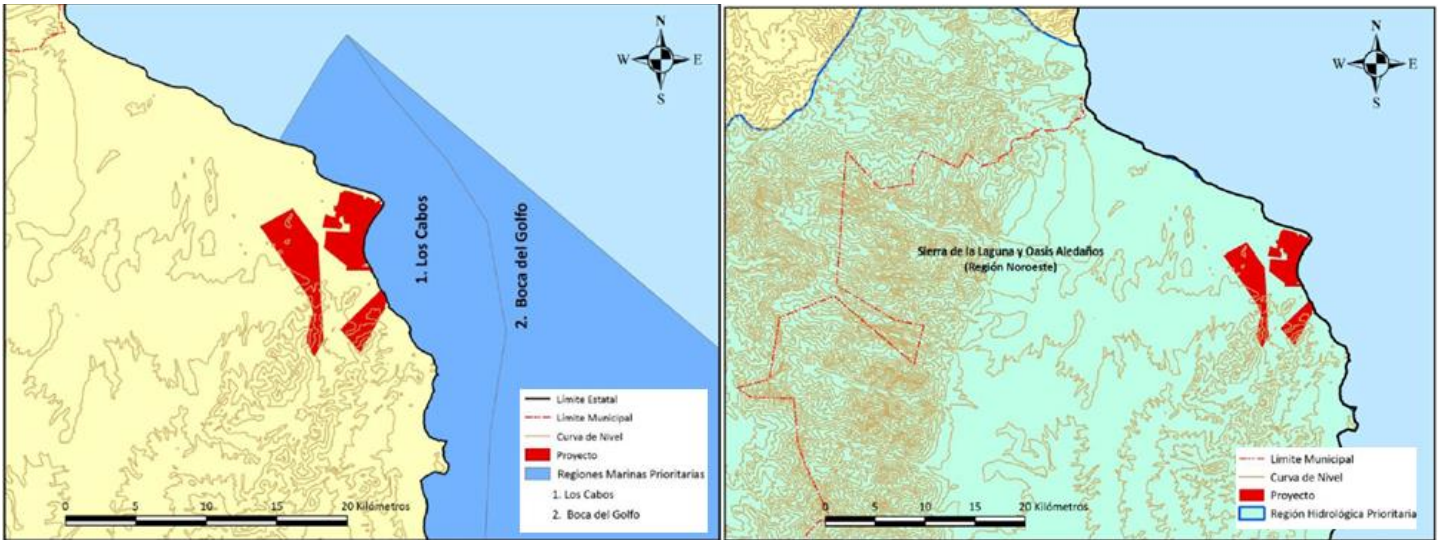 N
W E
S
1. Los Cabos
2. Boca del Golfo
Límite Estatal
Límite Municipal
Curva de Nivel
Proyecto
Regiones Marinas Prioritarias
1. Los Cabos
2. Boca del Golfo
0 5 10 15 20 Kilómetros
N
W E
S
Sierra de la Laguna y Oasis Aledaños
(Región Noroeste)
Límite Municipal
Curva de Nivel
Proyecto
Región Hidrológica Prioritaria
0 5 10 15 20 Kilómetros